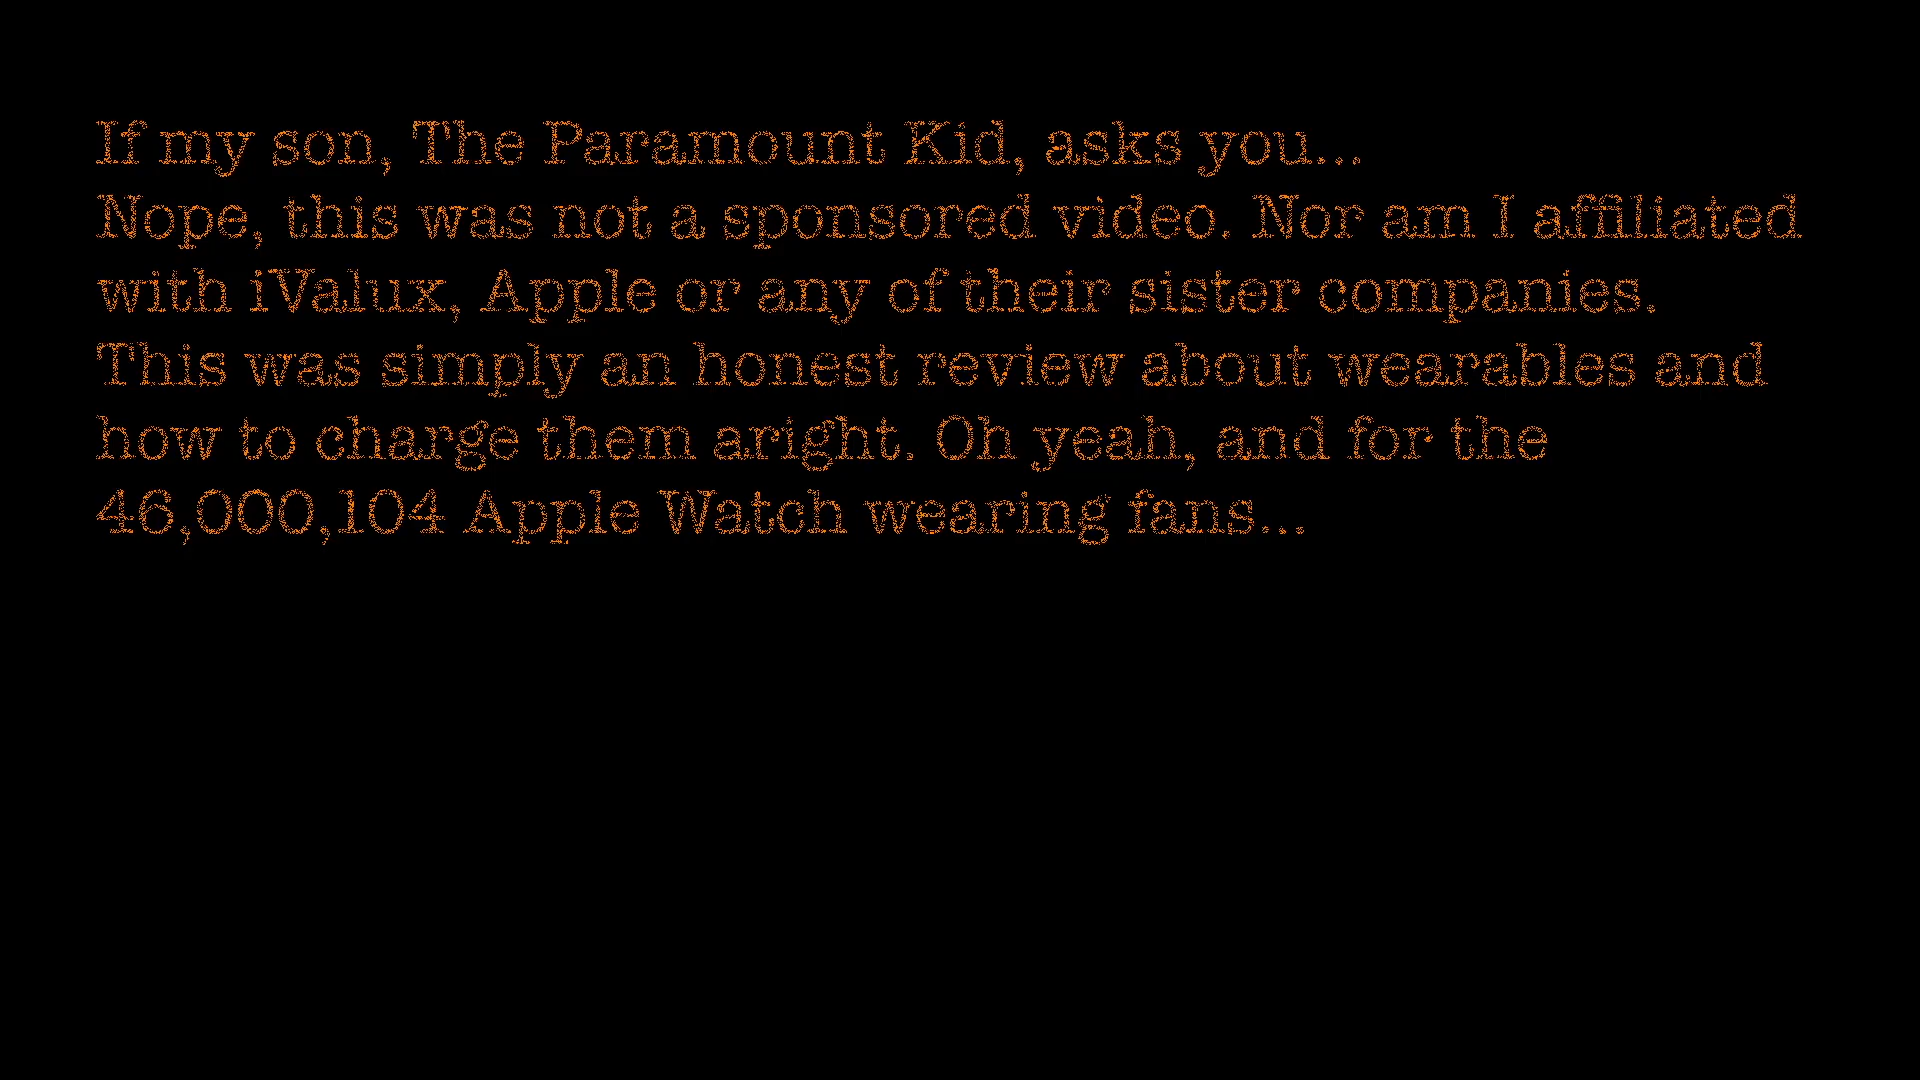 If my son, The Paramount Kid, asks you...
Nope, this was not a sponsored video. Nor am I affiliated
with iValux, Apple or any of their sister companies.
This was simply an honest review about wearables and
how to charge them aright. Oh yeah, and for the
46,000,104 Apple Watch wearing fans...